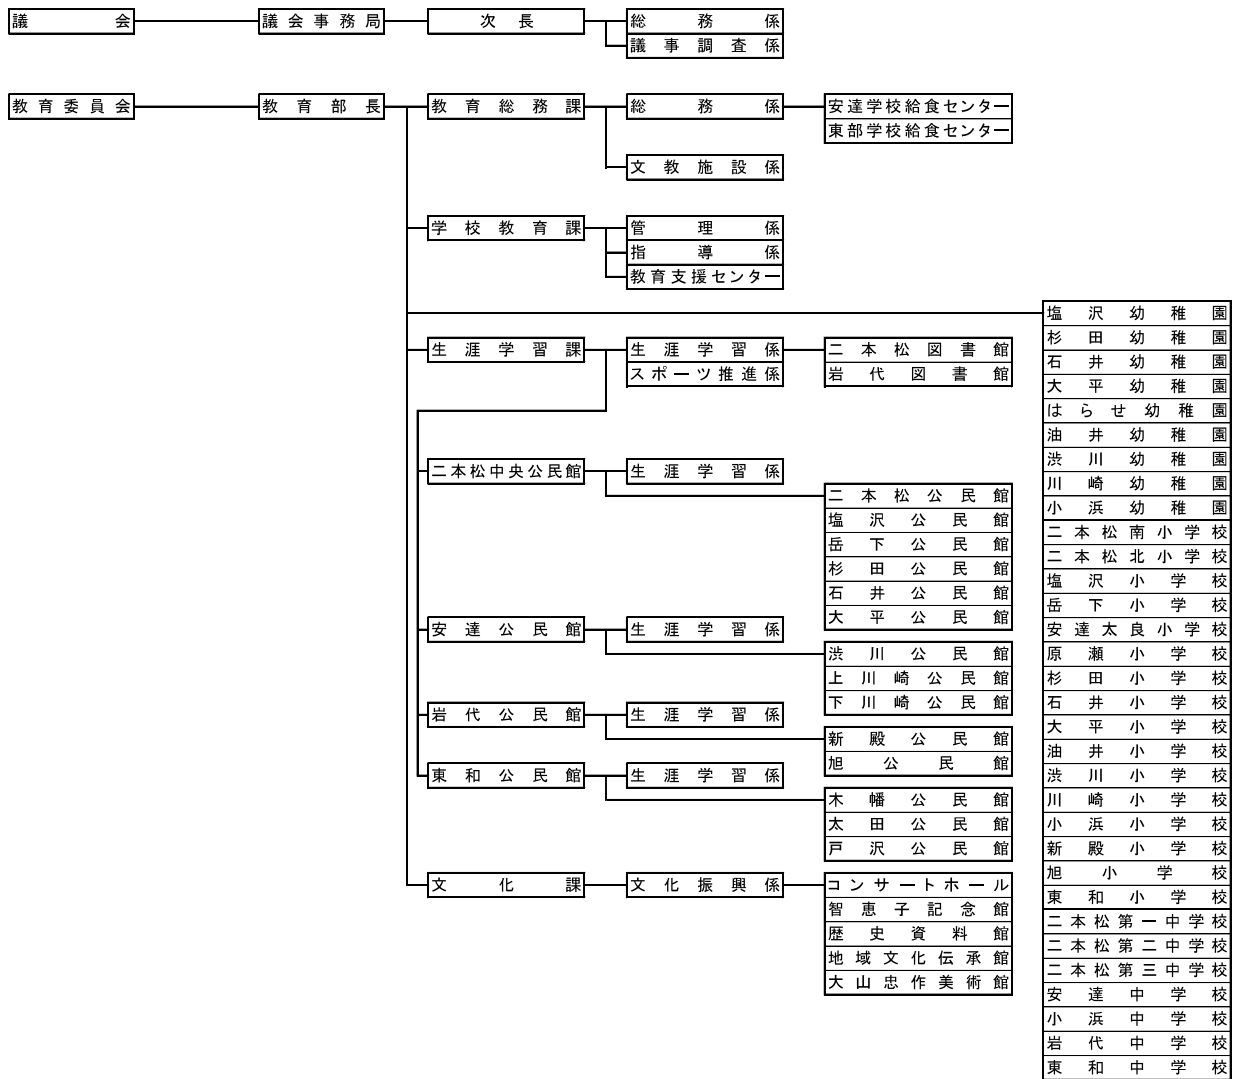 議会 議会事務局 次長 総務係
議事調査係
教育委員会 教育部長 教育総務課 総務係 安達学校給食センター
東部学校給食センター
文教施設係
学校教育課 管理係
指導係
教育支援センター
生涯学習課 生涯学習係 二本松図書館
スポーツ推進係 岩代図書館
二本松中央公民館 生涯学習係
二本松公民館
塩沢公民館
岳下公民館
杉田公民館
石井公民館
大平公民館
安達公民館 生涯学習係
渋川公民館
上川崎公民館
下川崎公民館
岩代公民館 生涯学習係
新殿公民館
旭公民館
東和公民館 生涯学習係
木幡公民館
太田公民館
戸沢公民館
文化課 文化振興係 コンサートホール
智恵子記念館
歴史資料館
地域文化伝承館
大山忠作美術館
塩沢幼稚園
杉田幼稚園
石井幼稚園
大平幼稚園
はらせ幼稚園
油井幼稚園
渋川幼稚園
川崎幼稚園
小浜幼稚園
二本松南小学校
二本松北小学校
塩沢小学校
岳下小学校
安達太良小学校
原瀬小学校
杉田小学校
石井小学校
大平小学校
油井小学校
渋川小学校
川崎小学校
小浜小学校
新殿小学校
旭小学校
東和小学校
二本松第一中学校
二本松第二中学校
二本松第三中学校
安達中学校
小浜中学校
岩代中学校
東和中学校